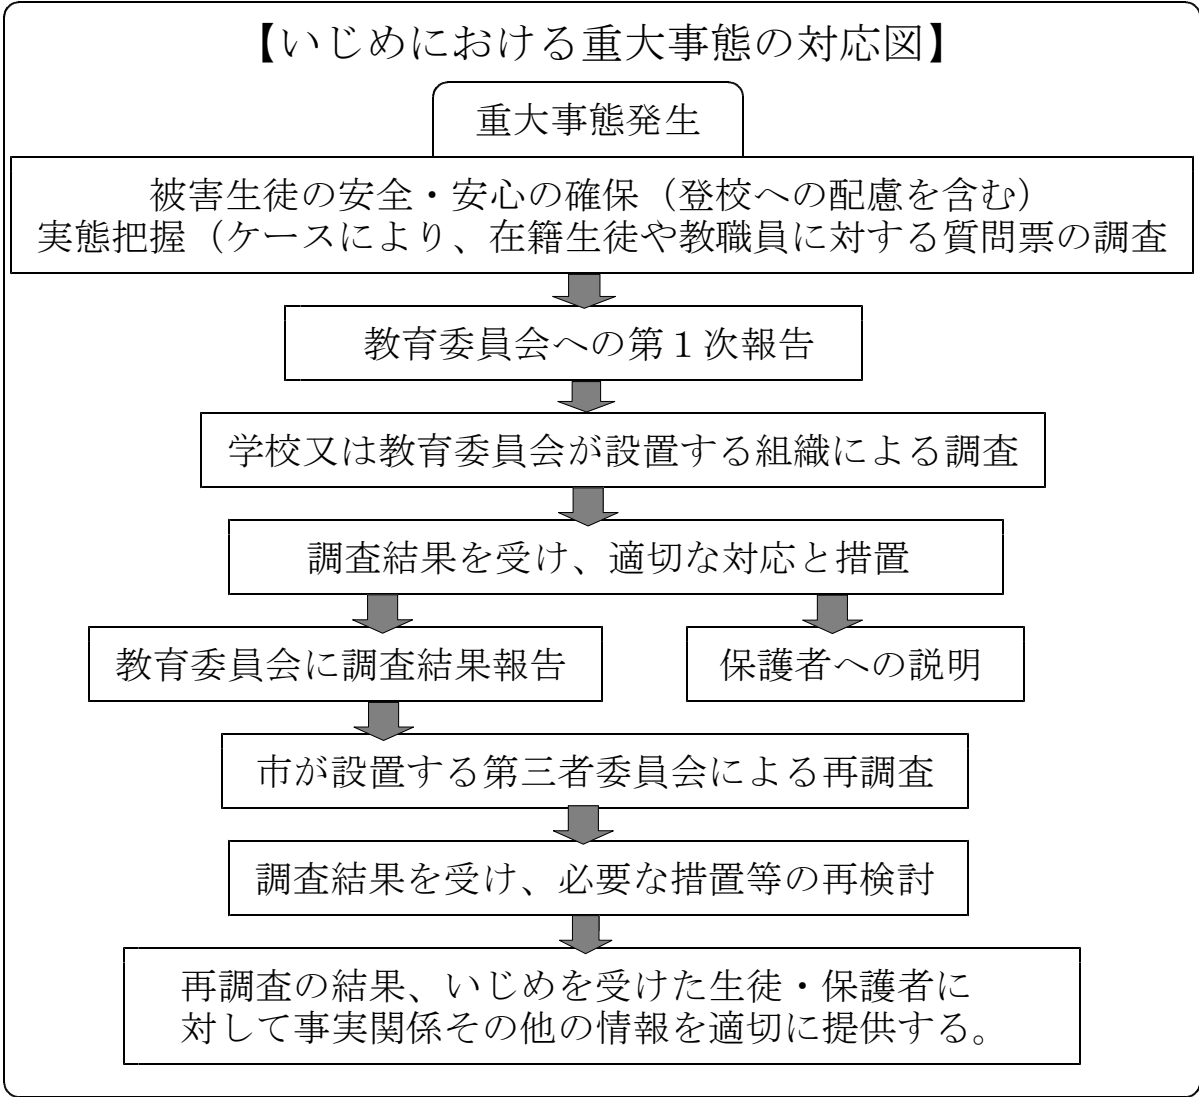 【いじめにおける重大事態の対応図】
重大事態発生
被害生徒の安全・安心の確保（登校への配慮を含む）
実態把握（ケースにより、在籍生徒や教職員に対する質問票の調査
教育委員会への第１次報告
学校又は教育委員会が設置する組織による調査
調査結果を受け、適切な対応と措置
教育委員会に調査結果報告
保護者への説明
市が設置する第三者委員会による再調査
調査結果を受け、必要な措置等の再検討
再調査の結果、いじめを受けた生徒・保護者に
対して事実関係その他の情報を適切に提供する。